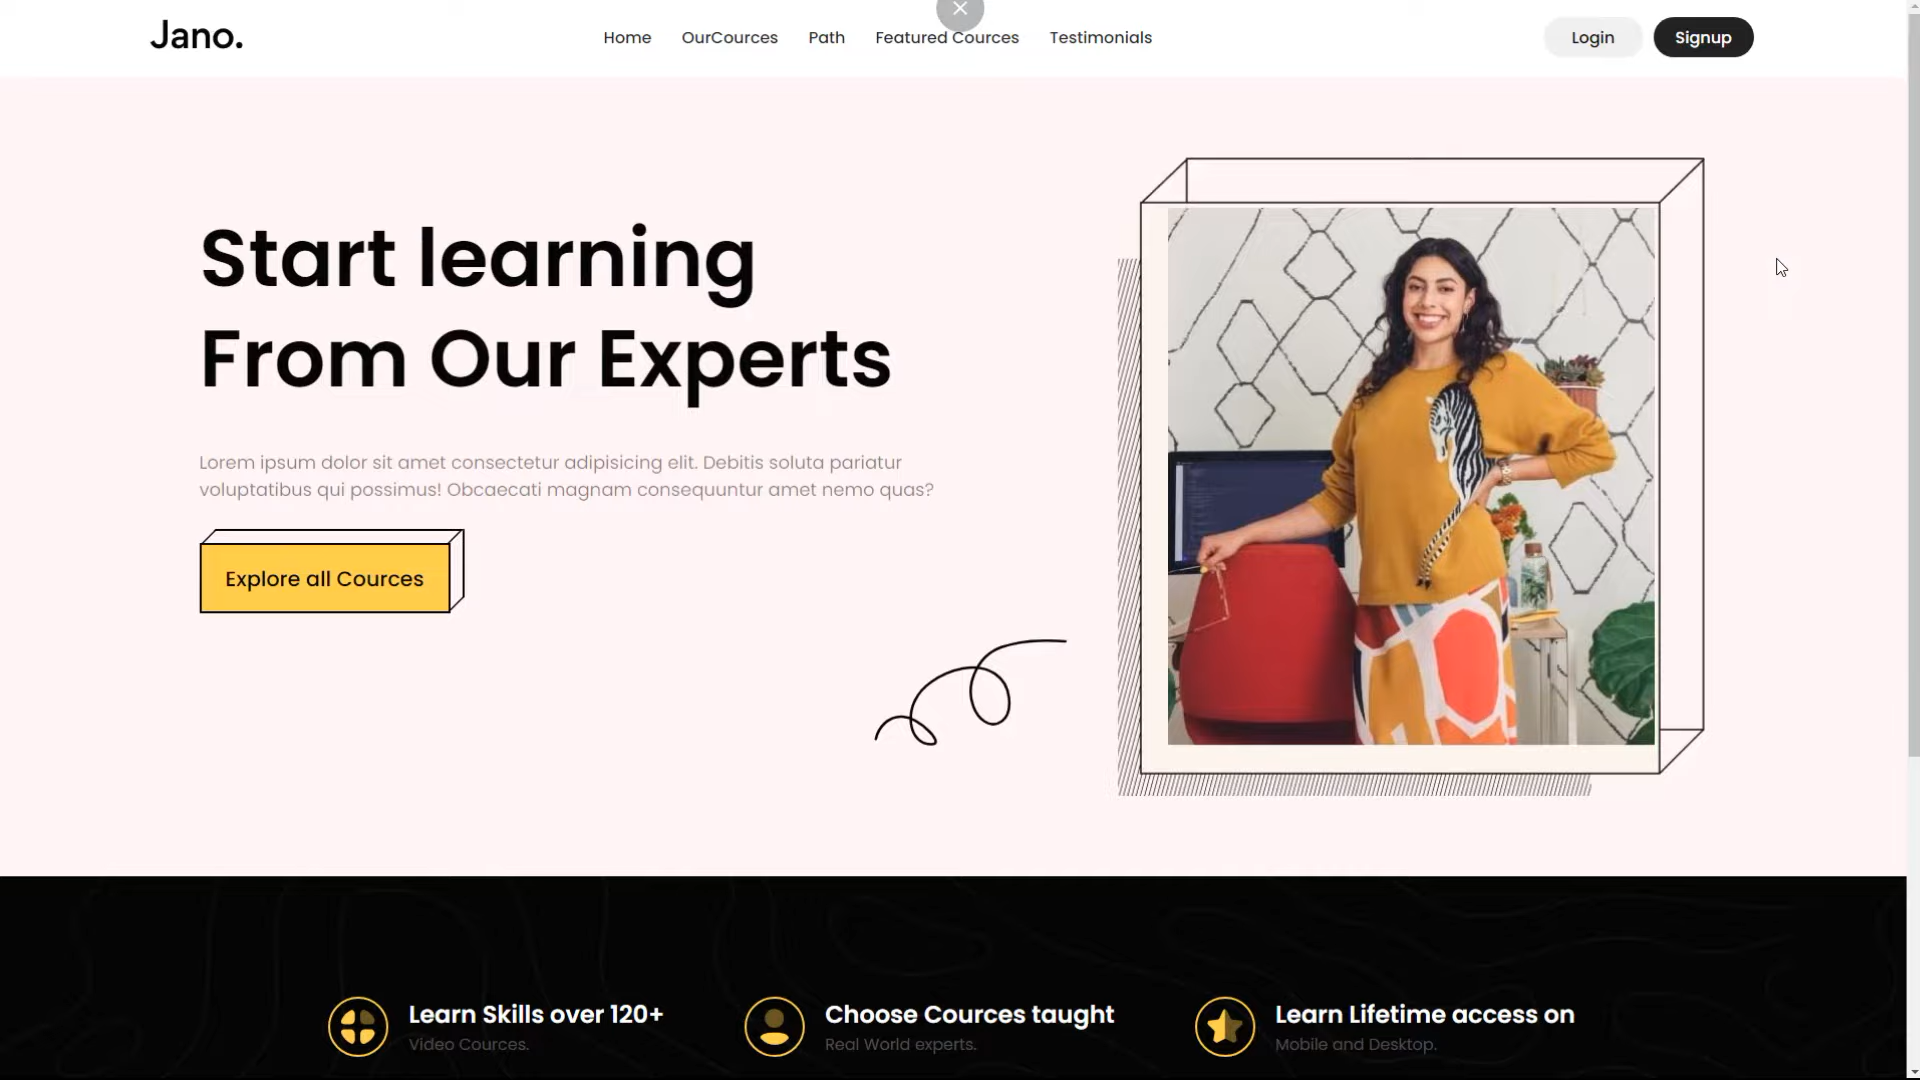 Jano.
Home OurCources Path Featured Cources Testimonials
Login Signup
Start learning
From Our Experts
Lorem ipsum dolor sit amet consectetur adipisicing elit. Debitis soluta pariatur
voluptatibus qui possimus! Obcaecati magnam consequuntur amet nemo quas?
Explore all Cources
Learn Skills over 120+
Video Cources.
Choose Cources taught
Real World experts.
Learn Lifetime access on
Mobile and Desktop.